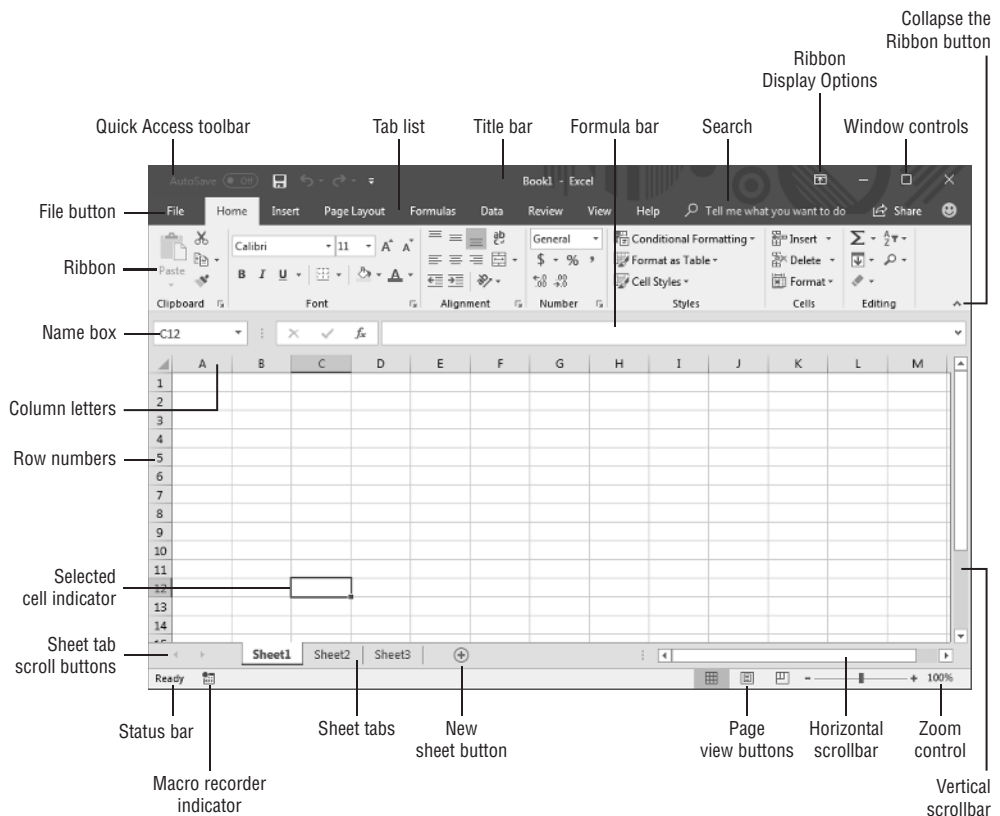 Collapse the
Ribbon button
Ribbon
Display Options
Quick Access toolbar
Tab list
Title bar
Formula bar
Search
Window controls
AutoSave Off
Book1 - Excel
File button
File Home Insert Page Layout Formulas Data Review View Help Tell me what you want to do Share
Ribbon
Paste
Calibri 11
B I U
A A
A
ab
General
$ % ,
.00 .00
Conditional Formatting
Format as Table
Cell Styles
Insert
Delete
Format
Σ
Clipboard Font Alignment Number Styles Cells Editing
Name box
C12 fx
A B C D E F G H I J K L M
Column letters
Row numbers
1
2
3
4
5
6
7
8
9
10
11
12
13
14
15
Selected
cell indicator
Sheet tab
scroll buttons
Sheet1 Sheet2 Sheet3
Ready 100%
Status bar
Sheet tabs
New
sheet button
Page
view buttons
Horizontal
scrollbar
Zoom
control
Macro recorder
indicator
Vertical
scrollbar